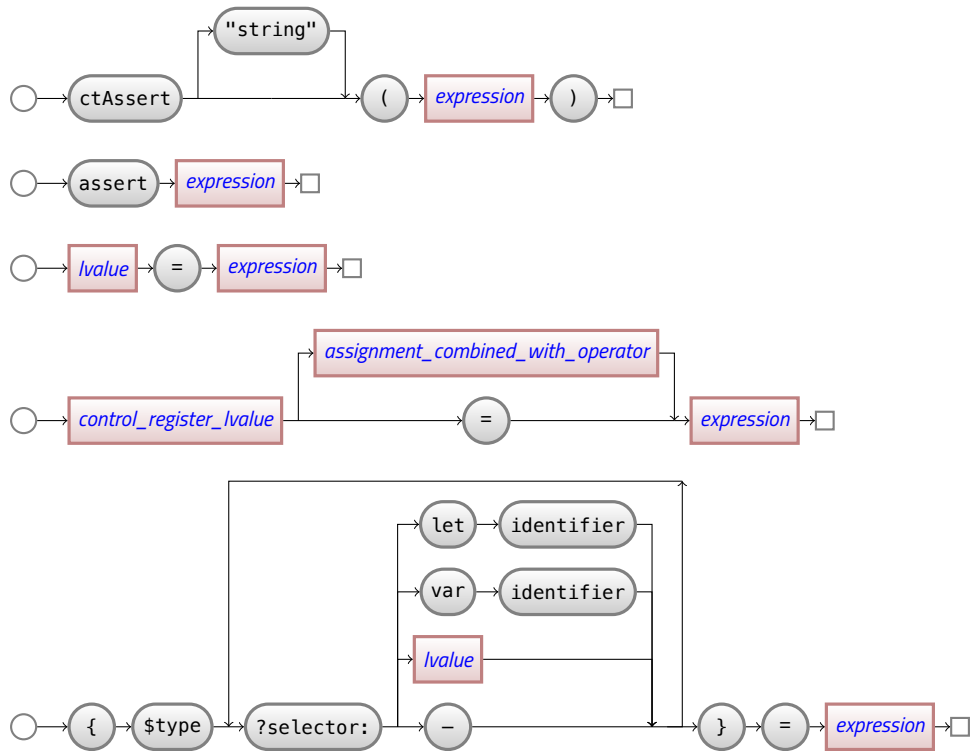 "string"
ctAssert ( expression )
assert expression
lvalue = expression
assignment_combined_with_operator
control_register_lvalue = expression
let identifier
var identifier
lvalue
{ $type ?selector: – } = expression